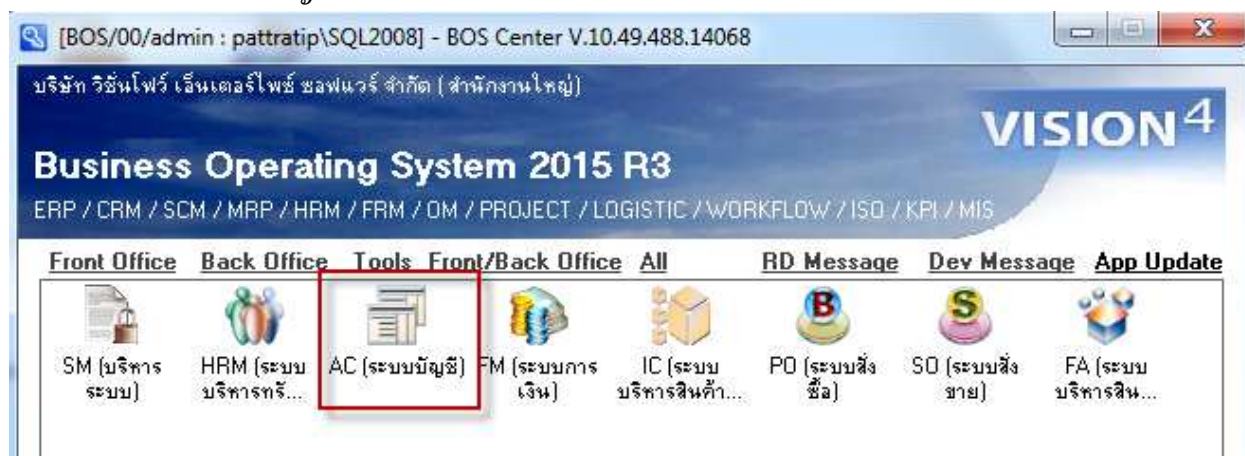 [BOS/00/admin : pattratip\SQL2008] - BOS Center V.10.49.488.14068
บริษัท วิชั่นโฟว์ เอ็นเตอร์ไพซ์ ซอฟแวร์ จำกัด (สำนักงานใหญ่)
VISION4
Business Operating System 2015 R3
ERP / CRM / SCM / MRP / HRM / FRM / OM / PROJECT / LOGISTIC / WORKFLOW / ISO / KPI / MIS
Front Office Back Office Tools Front/Back Office All RD Message Dev Message App Update
SM (บริหาร HRM (ระบบ AC (ระบบบัญชี) FM (ระบบการ IC (ระบบ PO (ระบบสั่ง SO (ระบบสั่ง FA (ระบบ
ระบบ) บริหารทรั... เงิน) บริหารสินค้า... ซื้อ) ขาย) บริหารสิน...